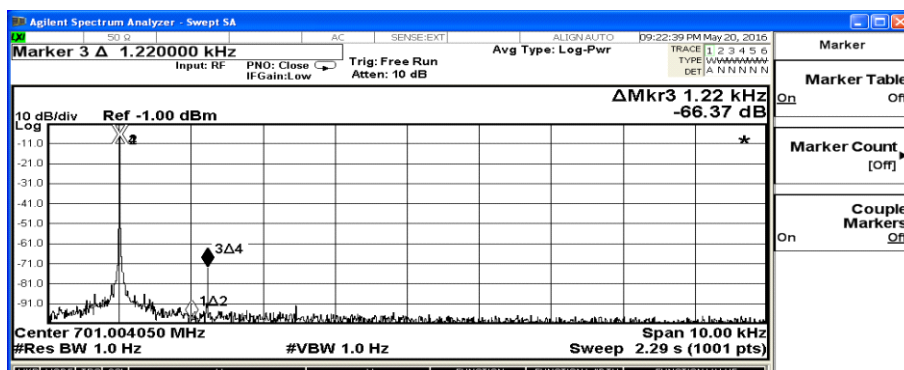 Agilent Spectrum Analyzer - Swept SA
LXI 50 Ω AC SENSE:EXT ALIGN AUTO 09:22:39 PM May 20, 2016
Marker 3 Δ 1.220000 kHz
Avg Type: Log-Pwr
TRACE 1 2 3 4 5 6
TYPE WWWWWW
DET A N N N N N
Input: RF PNO: Close Trig: Free Run
IFGain:Low Atten: 10 dB
ΔMkr3 1.22 kHz
-66.37 dB
10 dB/div Ref -1.00 dBm
Log
-11.0
-21.0
-31.0
-41.0
-51.0
-61.0
-71.0
-81.0
-91.0
*
3Δ4
1Δ2
Center 701.004050 MHz Span 10.00 kHz
#Res BW 1.0 Hz #VBW 1.0 Hz Sweep 2.29 s (1001 pts)
Marker
Marker Table
On Off
Marker Count
[Off]
Couple
Markers
On Off